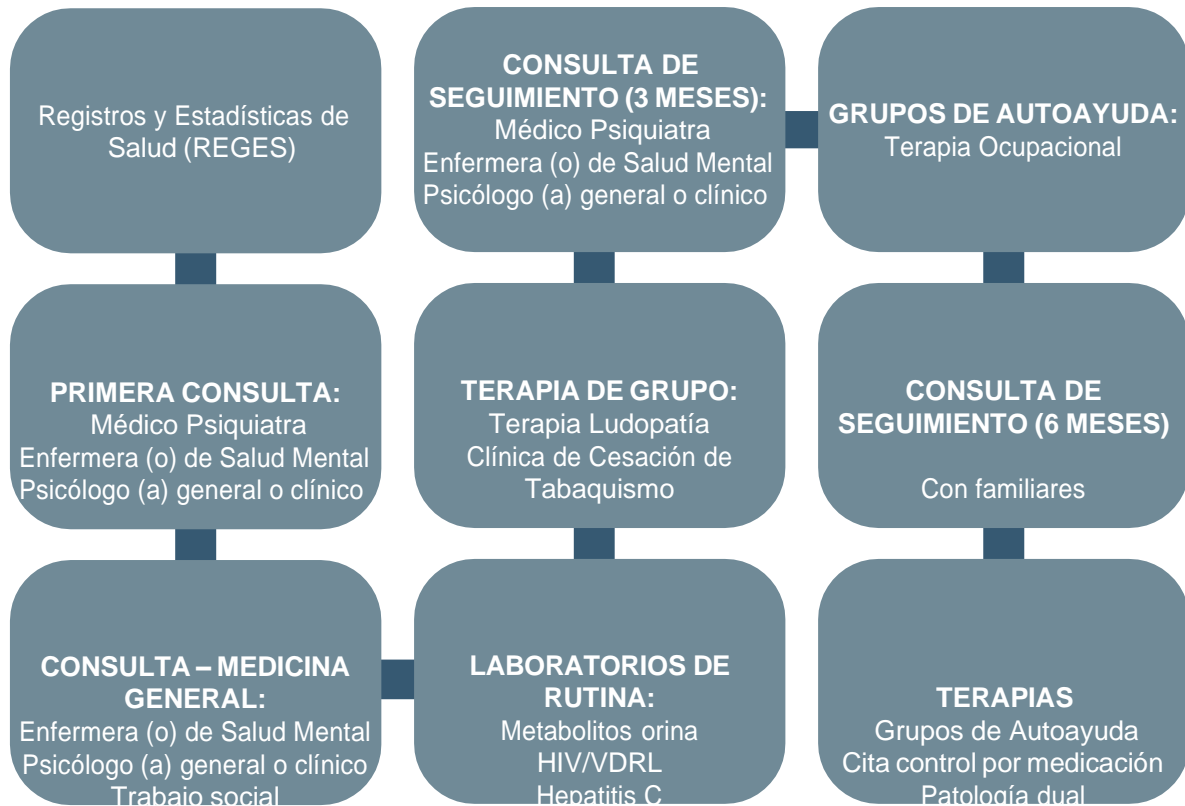 Registros y Estadísticas de
Salud (REGES)
PRIMERA CONSULTA:
Médico Psiquiatra
Enfermera (o) de Salud Mental
Psicólogo (a) general o clínico
CONSULTA – MEDICINA
GENERAL:
Enfermera (o) de Salud Mental
Psicólogo (a) general o clínico
Trabajo social
LABORATORIOS DE
RUTINA:
Metabolitos orina
HIV/VDRL
Hepatitis C
TERAPIA DE GRUPO:
Terapia Ludopatía
Clínica de Cesación de
Tabaquismo
CONSULTA DE
SEGUIMIENTO (3 MESES):
Médico Psiquiatra
Enfermera (o) de Salud Mental
Psicólogo (a) general o clínico
GRUPOS DE AUTOAYUDA:
Terapia Ocupacional
CONSULTA DE
SEGUIMIENTO (6 MESES)
Con familiares
TERAPIAS
Grupos de Autoayuda
Cita control por medicación
Patología dual